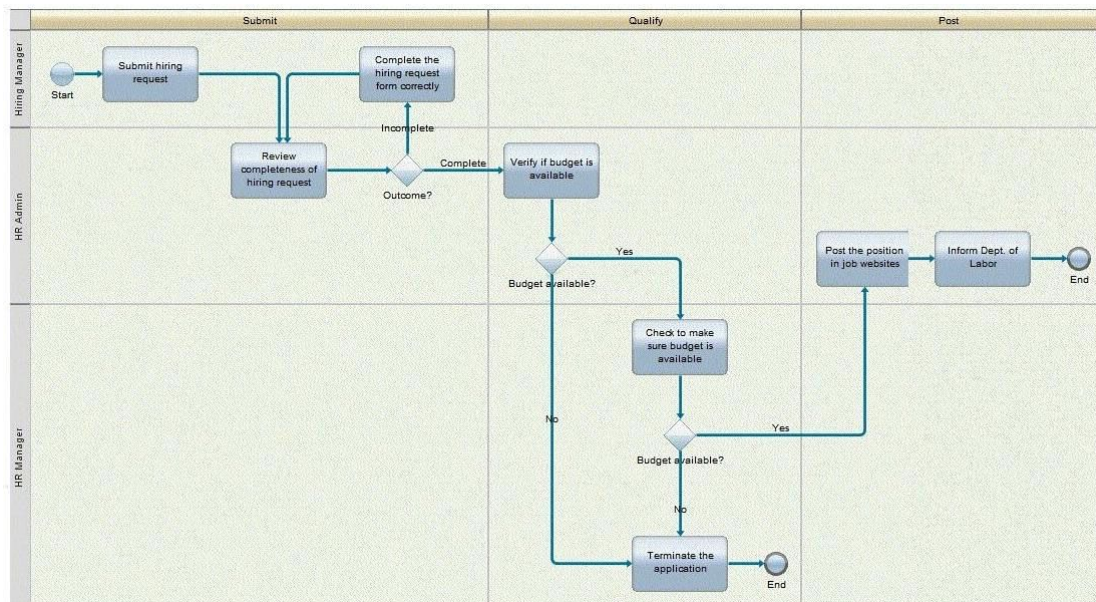 Submit
Qualify
Post
Hiring Manager
Start
Submit hiring
request
Complete the
hiring request
form correctly
Incomplete
HR Admin
Review
completeness of
hiring request
Outcome?
Complete
Verify if budget is
available
Budget available?
Yes
Post the position
in job websites
Inform Dept. of
Labor
End
HR Manager
Check to make
sure budget is
available
No
Budget available?
Yes
No
Terminate the
application
End